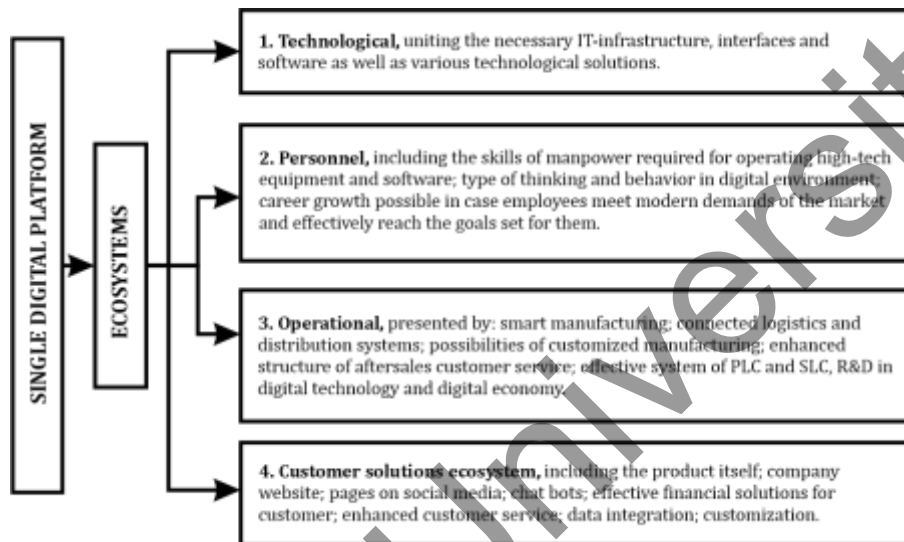 SINGLE DIGITAL PLATFORM
ECOSYSTEMS
1. Technological, uniting the necessary IT-infrastructure, interfaces and
software as well as various technological solutions.
2. Personnel, including the skills of manpower required for operating high-tech
equipment and software; type of thinking and behavior in digital environment;
career growth possible in case employees meet modern demands of the market
and effectively reach the goals set for them.
3. Operational, presented by: smart manufacturing; connected logistics and
distribution systems; possibilities of customized manufacturing; enhanced
structure of aftersales customer service; effective system of PLC and SLC, R&D in
digital technology and digital economy.
4. Customer solutions ecosystem, including the product itself; company
website; pages on social media; chat bots; effective financial solutions for
customer; enhanced customer service; data integration; customization.